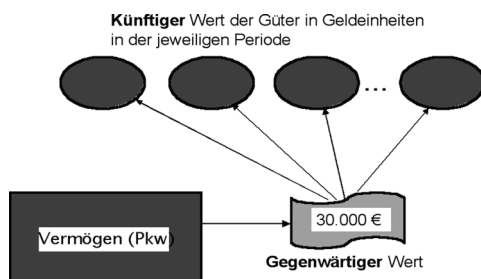 Künftiger Wert der Güter in Geldeinheiten
in der jeweiligen Periode
...
Vermögen (Pkw)
30.000 €
Gegenwärtiger Wert